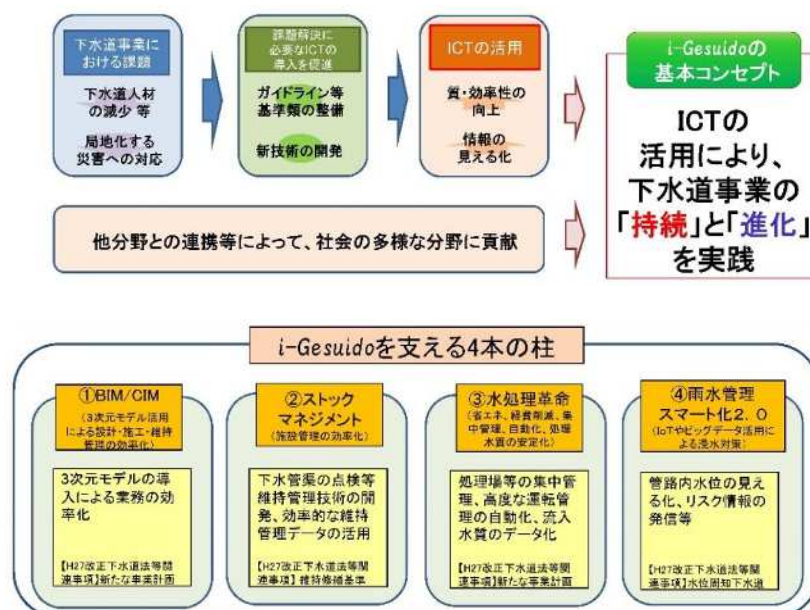 下水道事業に
おける課題
下水道人材
の減少 等
局地化する
災害への対応
課題解決に
必要なICTの
導入を促進
ガイドライン等
基準類の整備
新技術の開発
ICTの活用
質・効率性の
向上
情報の
見える化
他分野との連携等によって、社会の多様な分野に貢献
i-Gesuidoの
基本コンセプト
ICTの
活用により、
下水道事業の
「持続」と「進化」
を実践
i-Gesuidoを支える4本の柱
①BIM/CIM
(3次元モデル活用
による設計・施工・維持
管理の効率化)
3次元モデルの導
入による業務の効
率化
【H27改正下水道法等関
連事項】新たな事業計画
②ストック
マネジメント
(施設管理の効率化)
下水管渠の点検等
維持管理技術の開
発、効率的な維持
管理データの活用
【H27改正下水道法等関
連事項】維持修繕基準
③水処理革命
(省エネ、経費削減、集
中管理、自動化、処理
水質の安定化)
処理場等の集中管
理、高度な運転管
理の自動化、流入
水質のデータ化
【H27改正下水道法等関
連事項】新たな事業計画
④雨水管理
スマート化2.0
(IoTやビッグデータ活用に
よる浸水対策)
管路内水位の見え
る化、リスク情報の
発信等
【H27改正下水道法等関
連事項】水位周知下水道